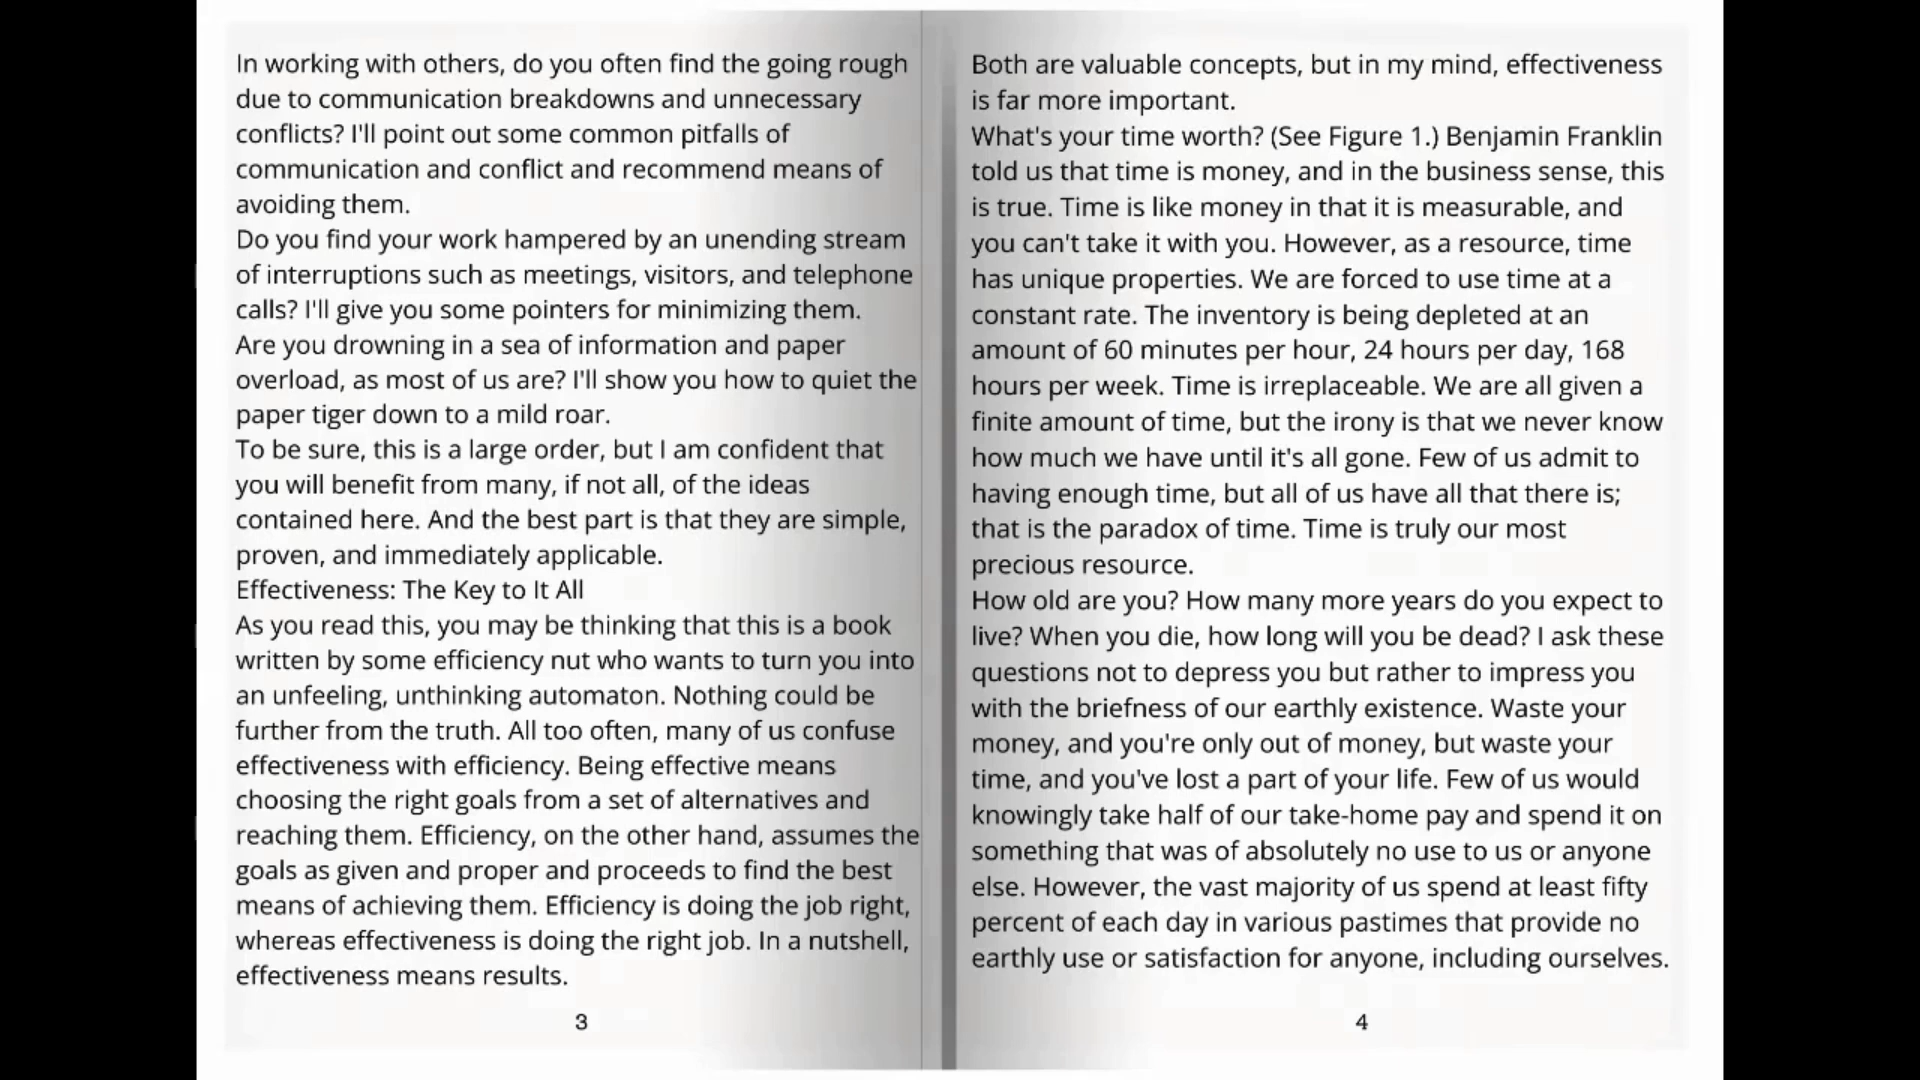 In working with others, do you often find the going rough
due to communication breakdowns and unnecessary
conflicts? I'll point out some common pitfalls of
communication and conflict and recommend means of
avoiding them.
Do you find your work hampered by an unending stream
of interruptions such as meetings, visitors, and telephone
calls? I'll give you some pointers for minimizing them.
Are you drowning in a sea of information and paper
overload, as most of us are? I'll show you how to quiet the
paper tiger down to a mild roar.
To be sure, this is a large order, but I am confident that
you will benefit from many, if not all, of the ideas
contained here. And the best part is that they are simple,
proven, and immediately applicable.
Effectiveness: The Key to It All
As you read this, you may be thinking that this is a book
written by some efficiency nut who wants to turn you into
an unfeeling, unthinking automaton. Nothing could be
further from the truth. All too often, many of us confuse
effectiveness with efficiency. Being effective means
choosing the right goals from a set of alternatives and
reaching them. Efficiency, on the other hand, assumes the
goals as given and proper and proceeds to find the best
means of achieving them. Efficiency is doing the job right,
whereas effectiveness is doing the right job. In a nutshell,
effectiveness means results.
3
Both are valuable concepts, but in my mind, effectiveness
is far more important.
What's your time worth? (See Figure 1.) Benjamin Franklin
told us that time is money, and in the business sense, this
is true. Time is like money in that it is measurable, and
you can't take it with you. However, as a resource, time
has unique properties. We are forced to use time at a
constant rate. The inventory is being depleted at an
amount of 60 minutes per hour, 24 hours per day, 168
hours per week. Time is irreplaceable. We are all given a
finite amount of time, but the irony is that we never know
how much we have until it's all gone. Few of us admit to
having enough time, but all of us have all that there is;
that is the paradox of time. Time is truly our most
precious resource.
How old are you? How many more years do you expect to
live? When you die, how long will you be dead? I ask these
questions not to depress you but rather to impress you
with the briefness of our earthly existence. Waste your
money, and you're only out of money, but waste your
time, and you've lost a part of your life. Few of us would
knowingly take half of our take-home pay and spend it on
something that was of absolutely no use to us or anyone
else. However, the vast majority of us spend at least fifty
percent of each day in various pastimes that provide no
earthly use or satisfaction for anyone, including ourselves.
4